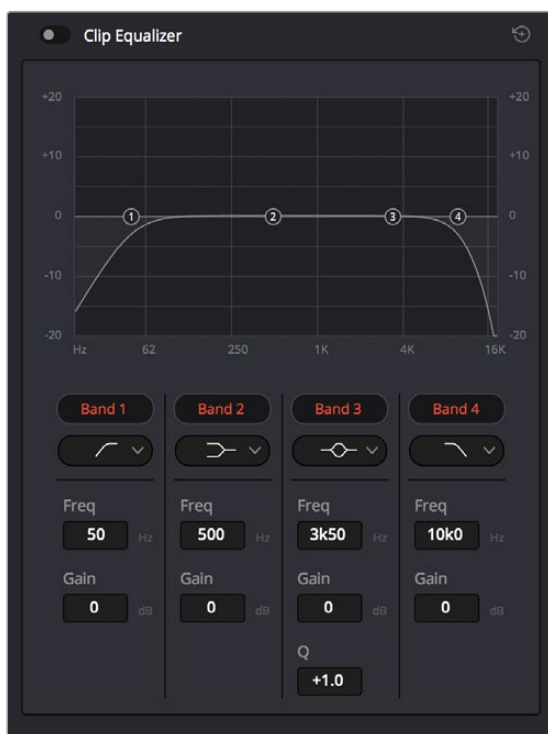 Clip Equalizer
+20 +20
+10 +10
0 1 2 3 4 0
-10 -10
-20 -20
Hz 62 250 1K 4K 16K
Band 1 Band 2 Band 3 Band 4
Freq Freq Freq Freq
50 Hz 500 Hz 3k50 Hz 10k0 Hz
Gain Gain Gain Gain
0 dB 0 dB 0 dB 0 dB
Q
+1.0